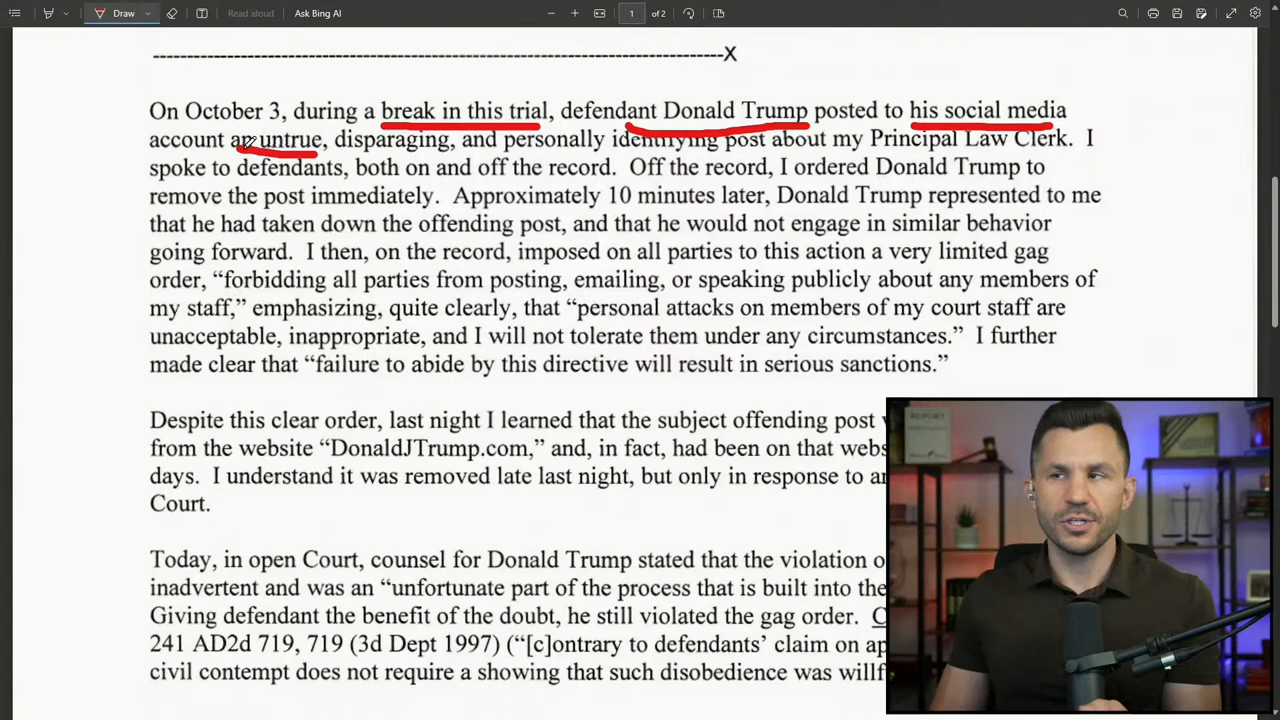 Draw
Read aloud
Ask Bing AI
1 of 2
--------------------------------------------------------------------------------X
On October 3, during a break in this trial, defendant Donald Trump posted to his social media
account an untrue, disparaging, and personally identifying post about my Principal Law Clerk. I
spoke to defendants, both on and off the record. Off the record, I ordered Donald Trump to
remove the post immediately. Approximately 10 minutes later, Donald Trump represented to me
that he had taken down the offending post, and that he would not engage in similar behavior
going forward. I then, on the record, imposed on all parties to this action a very limited gag
order, “forbidding all parties from posting, emailing, or speaking publicly about any members of
my staff,” emphasizing, quite clearly, that “personal attacks on members of my court staff are
unacceptable, inappropriate, and I will not tolerate them under any circumstances.” I further
made clear that “failure to abide by this directive will result in serious sanctions.”
Despite this clear order, last night I learned that the subject offending post
from the website “DonaldJTrump.com,” and, in fact, had been on that
days. I understand it was removed late last night, but only in response to
Court.
Today, in open Court, counsel for Donald Trump stated that the violation
inadvertent and was an “unfortunate part of the process that is built into the
Giving defendant the benefit of the doubt, he still violated the gag order.
241 AD2d 719, 719 (3d Dept 1997) (“[c]ontrary to defendants’ claim on
civil contempt does not require a showing that such disobedience was